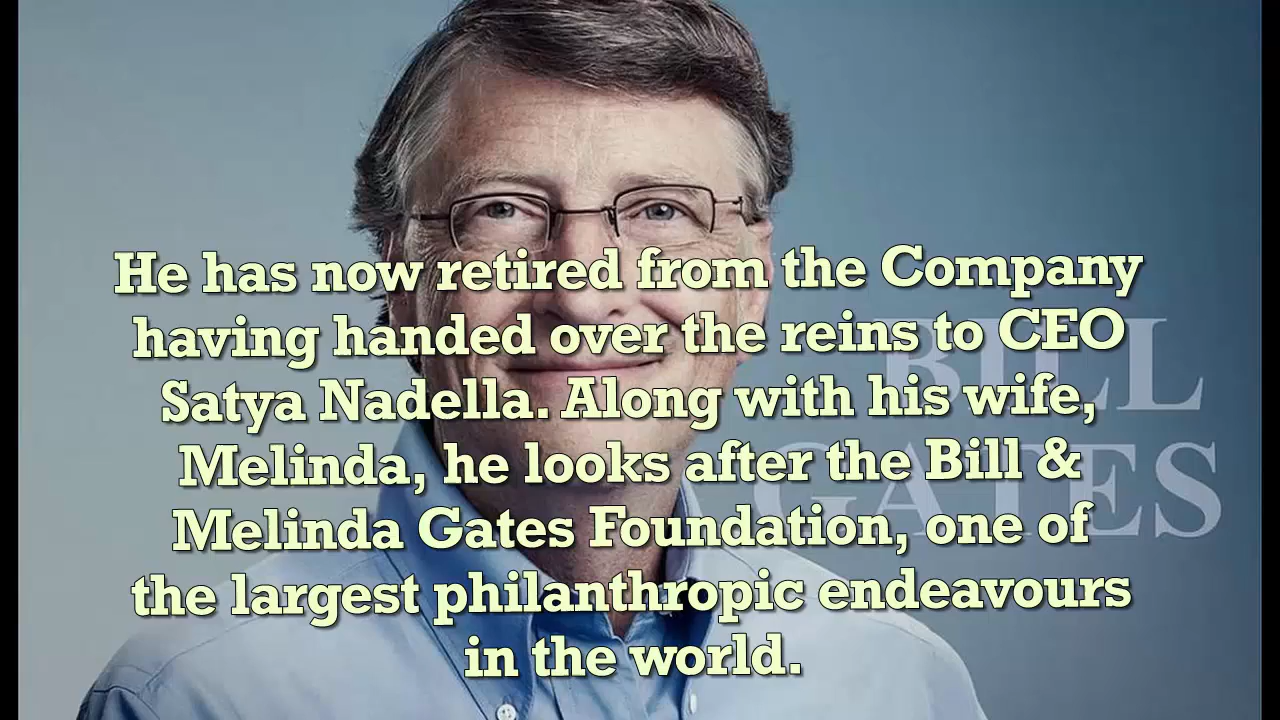 He has now retired from the Company
having handed over the reins to CEO
Satya Nadella. Along with his wife,
Melinda, he looks after the Bill &
Melinda Gates Foundation, one of
the largest philanthropic endeavours
in the world.
BILL
GATES